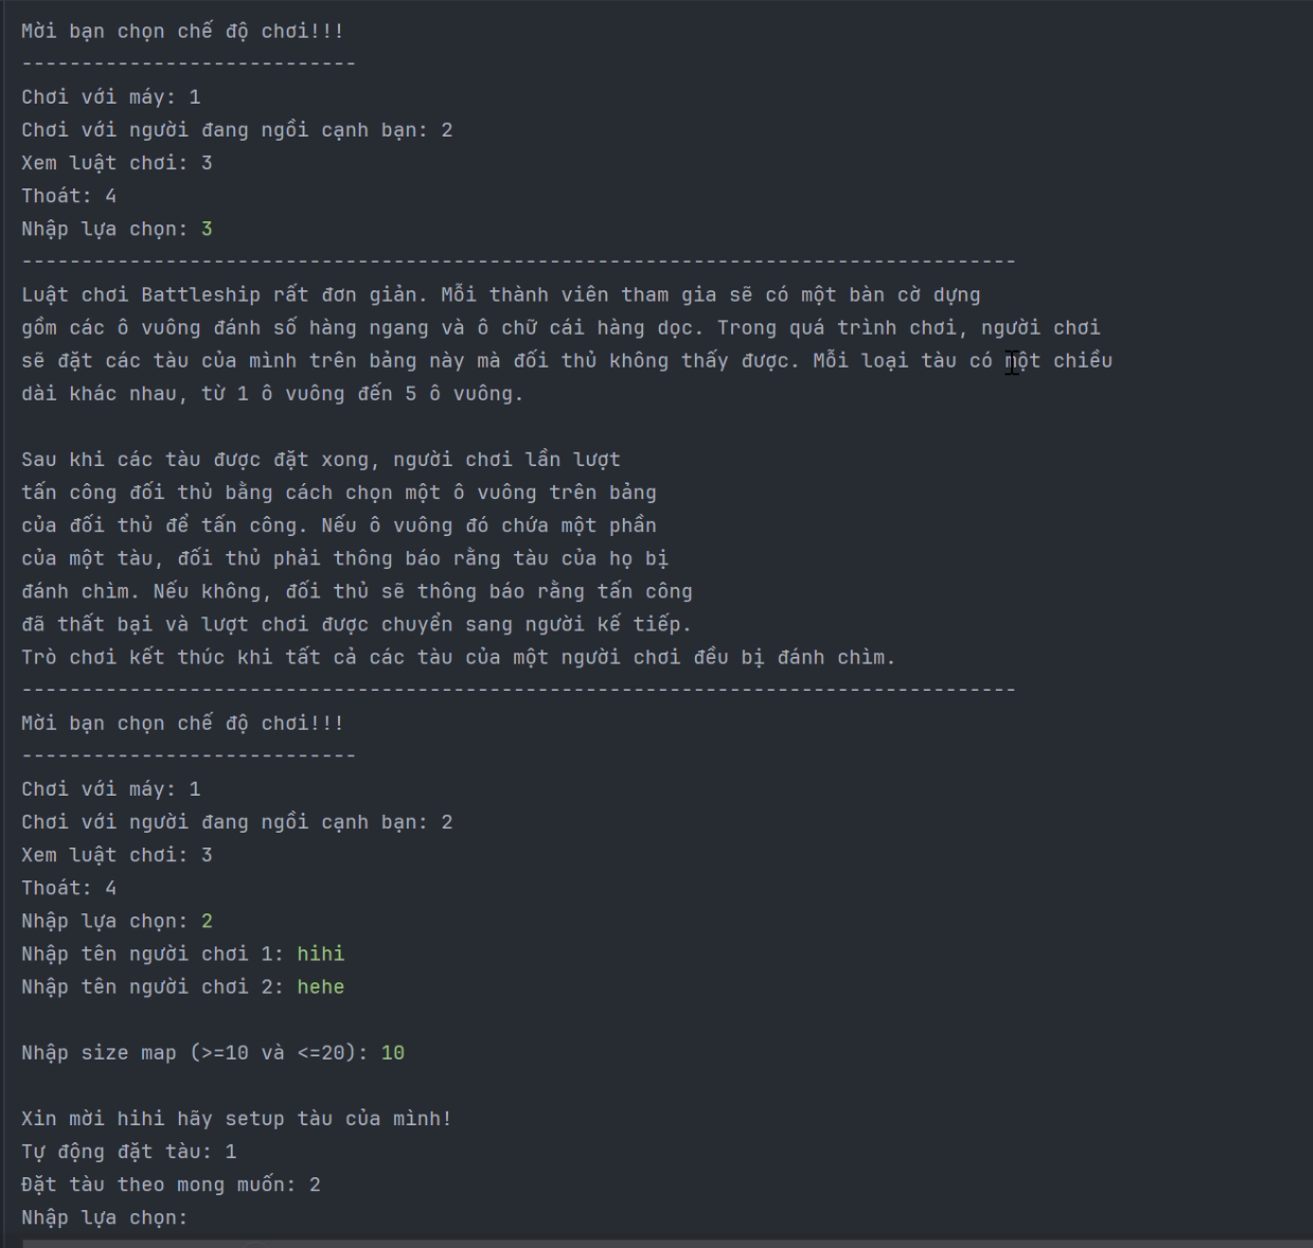 Mời bạn chọn chế độ chơi!!!
----------------------------
Chơi với máy: 1
Chơi với người đang ngồi cạnh bạn: 2
Xem luật chơi: 3
Thoát: 4
Nhập lựa chọn: 3
-----------------------------------------------------------------------------------
Luật chơi Battleship rất đơn giản. Mỗi thành viên tham gia sẽ có một bàn cờ dựng
gồm các ô vuông đánh số hàng ngang và ô chữ cái hàng dọc. Trong quá trình chơi, người chơi
sẽ đặt các tàu của mình trên bảng này mà đối thủ không thấy được. Mỗi loại tàu có một chiều
dài khác nhau, từ 1 ô vuông đến 5 ô vuông.

Sau khi các tàu được đặt xong, người chơi lần lượt
tấn công đối thủ bằng cách chọn một ô vuông trên bảng
của đối thủ để tấn công. Nếu ô vuông đó chứa một phần
của một tàu, đối thủ phải thông báo rằng tàu của họ bị
đánh chìm. Nếu không, đối thủ sẽ thông báo rằng tấn công
đã thất bại và lượt chơi được chuyển sang người kế tiếp.
Trò chơi kết thúc khi tất cả các tàu của một người chơi đều bị đánh chìm.
-----------------------------------------------------------------------------------
Mời bạn chọn chế độ chơi!!!
----------------------------
Chơi với máy: 1
Chơi với người đang ngồi cạnh bạn: 2
Xem luật chơi: 3
Thoát: 4
Nhập lựa chọn: 2
Nhập tên người chơi 1: hihi
Nhập tên người chơi 2: hehe

Nhập size map (>=10 và <=20): 10

Xin mời hihi hãy setup tàu của mình!
Tự động đặt tàu: 1
Đặt tàu theo mong muốn: 2
Nhập lựa chọn: